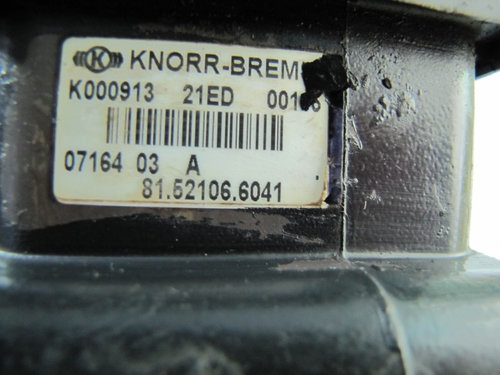 K KNORR-BREM
K000913 21ED
07164 03 A
81.52106.6041